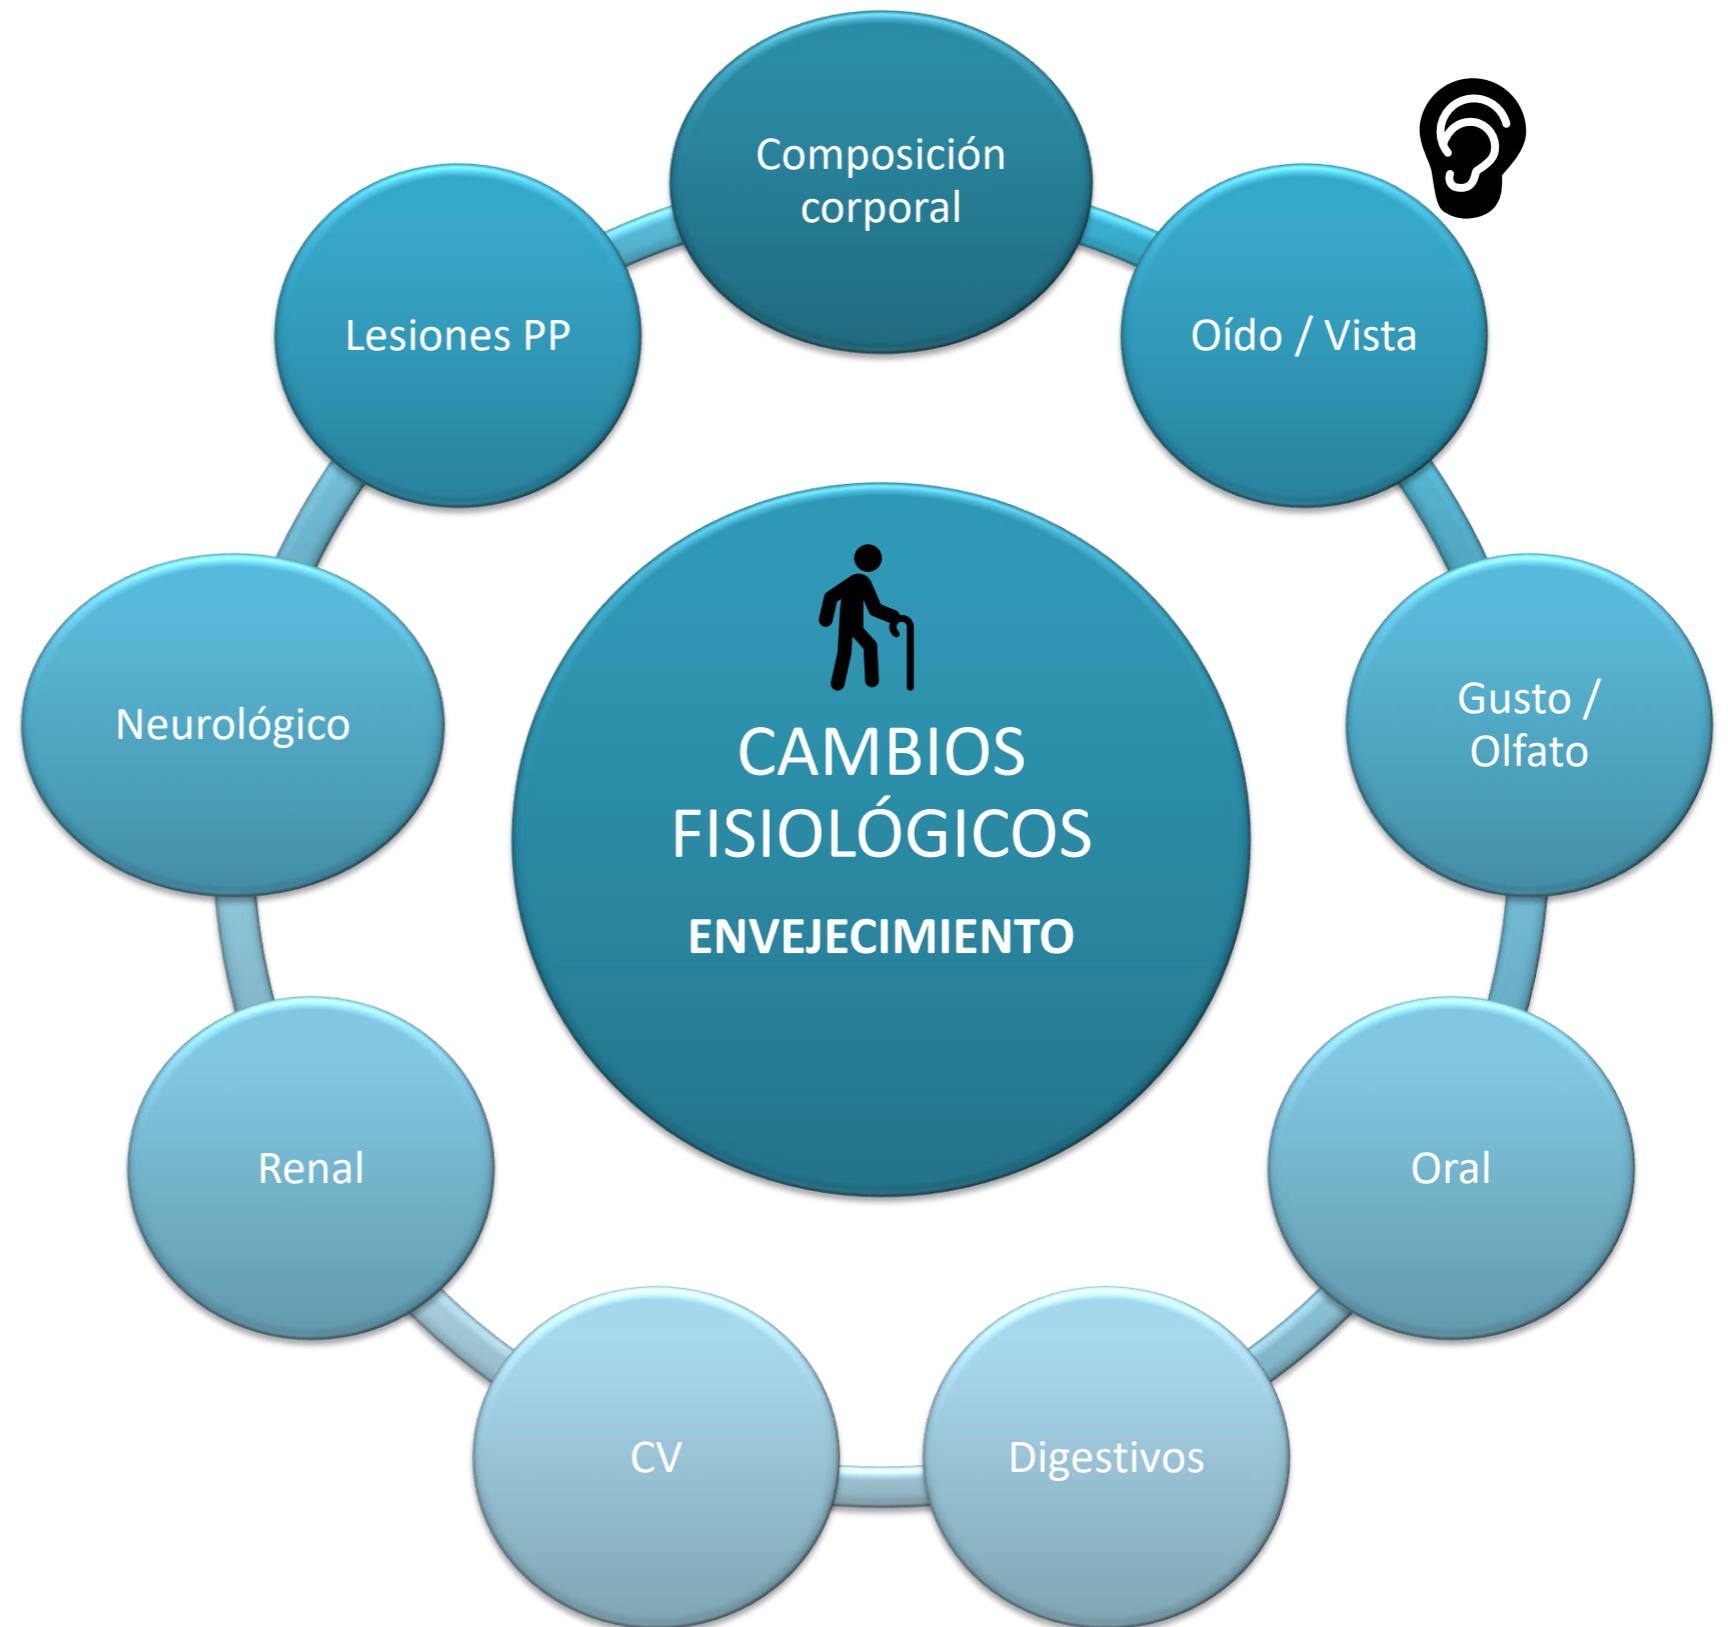 Composición
corporal
Oído / Vista
Gusto /
Olfato
Oral
Digestivos
CV
Renal
Neurológico
Lesiones PP
CAMBIOS
FISIOLÓGICOS
ENVEJECIMIENTO